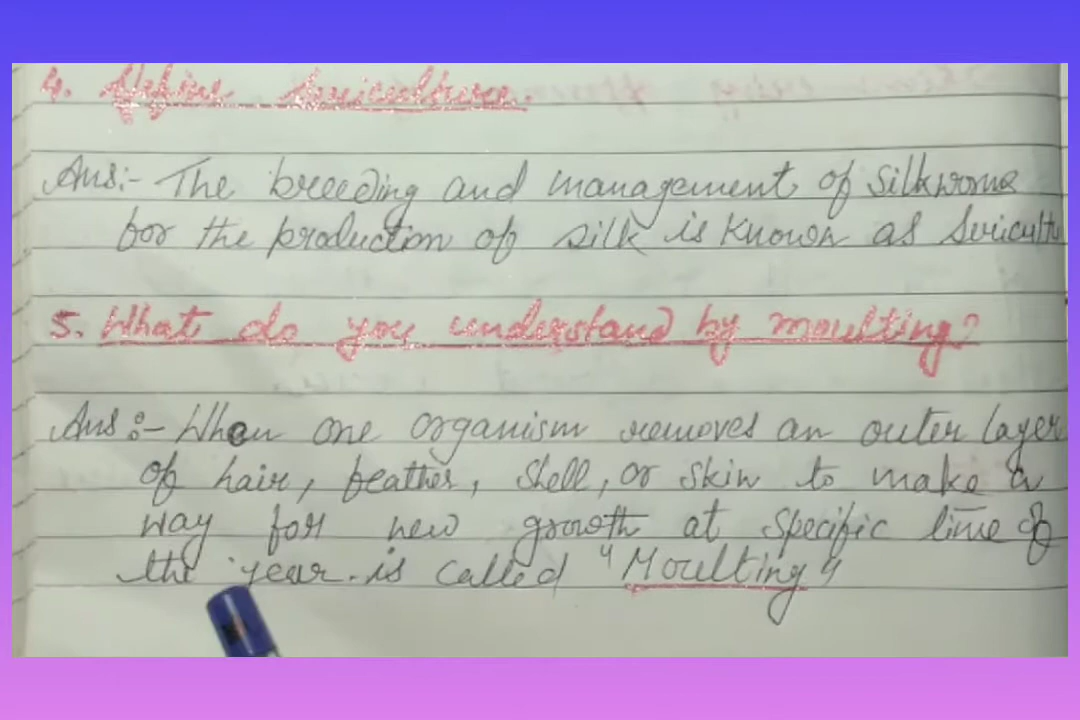 4. Define Sericulture.
Ans:- The breeding and management of Silkworms
for the production of silk is known as Sericultu
5. What do you understand by moulting?
Ans:- When one organism removes an outer layer
of hair, feather, shell, or skin to make a
way for new growth at specific time of
the year. is called "Moulting"